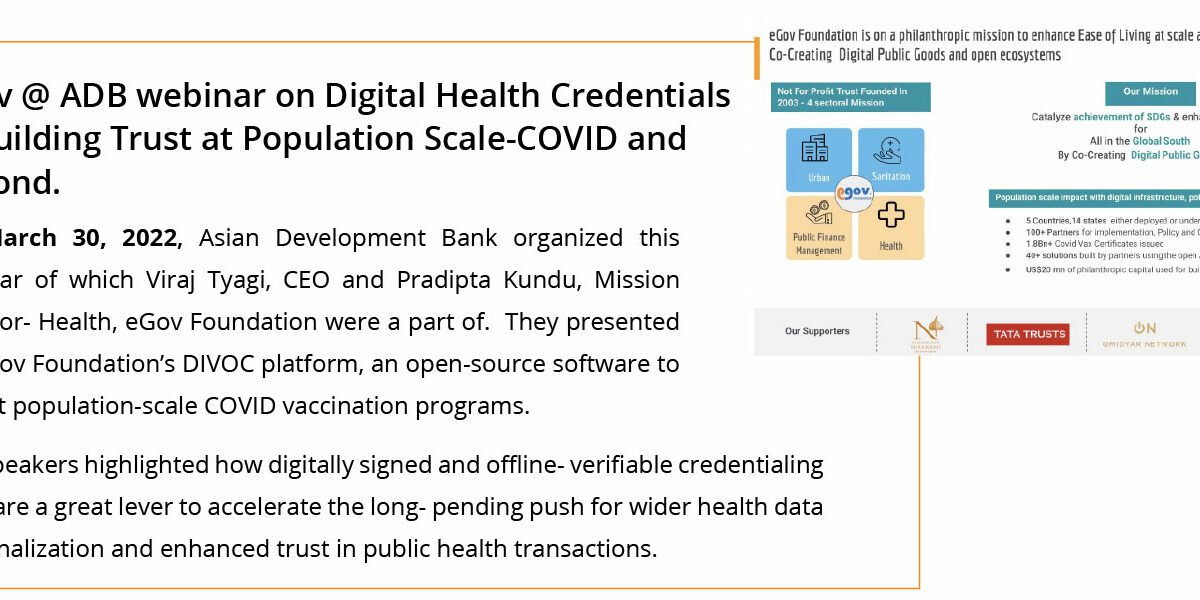 v @ ADB webinar on Digital Health Credentials
uilding Trust at Population Scale-COVID and
ond.
arch 30, 2022, Asian Development Bank organized this
ar of which Viraj Tyagi, CEO and Pradipta Kundu, Mission
or- Health, eGov Foundation were a part of. They presented
ov Foundation's DIVOC platform, an open-source software to
t population-scale COVID vaccination programs.
peakers highlighted how digitally signed and offline- verifiable credentialing
are a great lever to accelerate the long- pending push for wider health data
nalization and enhanced trust in public health transactions.
eGov Foundation is on a philanthropic mission to enhance Ease of Living at scale
Co-Creating Digital Public Goods and open ecosystems
Not For Profit Trust Founded In
2003 - 4 sectoral Mission
Urban
Sanitation
egov
Public Finance
Management
Health
Our Mission
Catalyze achievement of SDGs & enh
for
All in the Global South
By Co-Creating Digital Public G
Population scale impact with digital infrastructure, pol
5 Countries,14 states either deployed or under
100+ Partners for implementation, Policy and
1.8Bn+ Covid Vax Certificates issued
40+ solutions built by partners using the open
US$20 mn of philanthropic capital used for bui
Our Supporters
TATA TRUSTS
OMIDYAR NETWORK